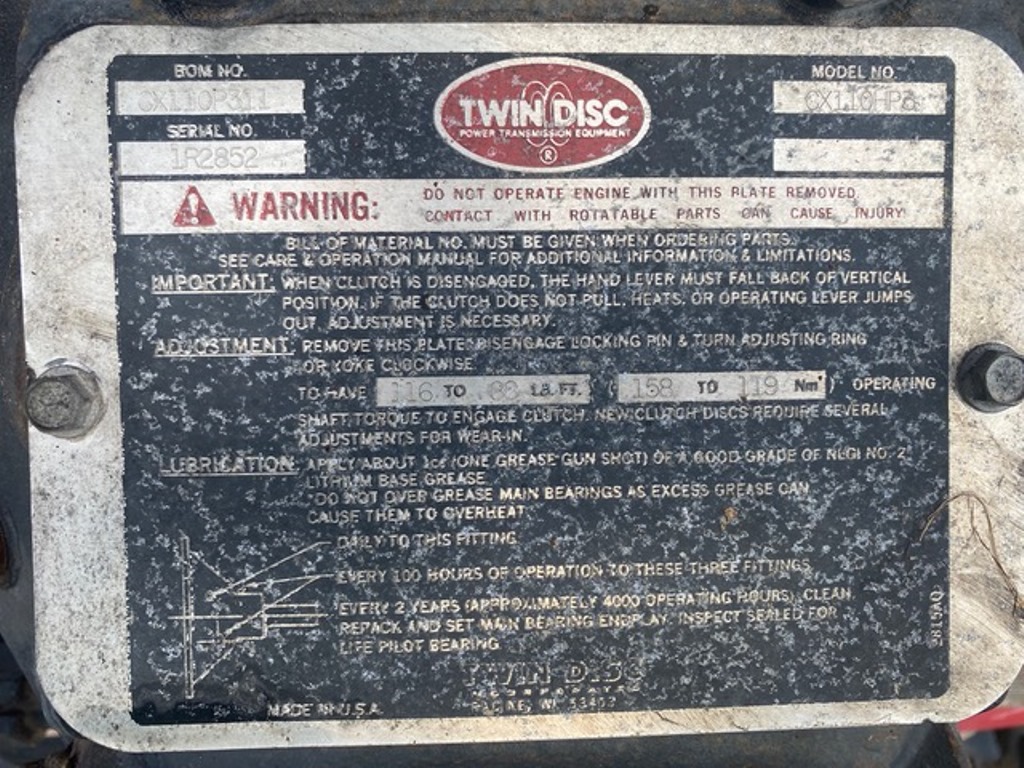 BOM NO.
MODEL NO.
TWIN DISC
POWER TRANSMISSION EQUIPMENT
®
CX110P311
CX110HP3
SERIAL NO.
1R2852
WARNING:
DO NOT OPERATE ENGINE WITH THIS PLATE REMOVED
CONTACT WITH ROTATABLE PARTS CAN CAUSE INJURY
BILL OF MATERIAL NO. MUST BE GIVEN WHEN ORDERING PARTS.
SEE CARE & OPERATION MANUAL FOR ADDITIONAL INFORMATION & LIMITATIONS.
IMPORTANT: WHEN CLUTCH IS DISENGAGED, THE HAND LEVER MUST FALL BACK OF VERTICAL
POSITION. IF THE CLUTCH DOES NOT PULL, HEATS, OR OPERATING LEVER JUMPS
OUT, ADJUSTMENT IS NECESSARY.
ADJUSTMENT: REMOVE THIS PLATE. DISENGAGE LOCKING PIN & TURN ADJUSTING RING
OR YOKE CLOCKWISE
TO HAVE 116 TO 88 LB.FT. ( 158 TO 119 Nm ) OPERATING
SHAFT TORQUE TO ENGAGE CLUTCH. NEW CLUTCH DISCS REQUIRE SEVERAL
ADJUSTMENTS FOR WEAR-IN.
LUBRICATION: APPLY ABOUT 1cc (ONE GREASE GUN SHOT) OF A GOOD GRADE OF NLGI NO. 2
LITHIUM BASE GREASE
*DO NOT OVER GREASE MAIN BEARINGS AS EXCESS GREASE CAN
CAUSE THEM TO OVERHEAT
DAILY TO THIS FITTING
EVERY 100 HOURS OF OPERATION TO THESE THREE FITTINGS
EVERY 2 YEARS (APPROXIMATELY 4000 OPERATING HOURS), CLEAN,
REPACK AND SET MAIN BEARING ENDPLAY. INSPECT SEALED FOR
LIFE PILOT BEARING
TWIN DISC
INCORPORATED
RACINE, WI 53403
MADE IN U.S.A.